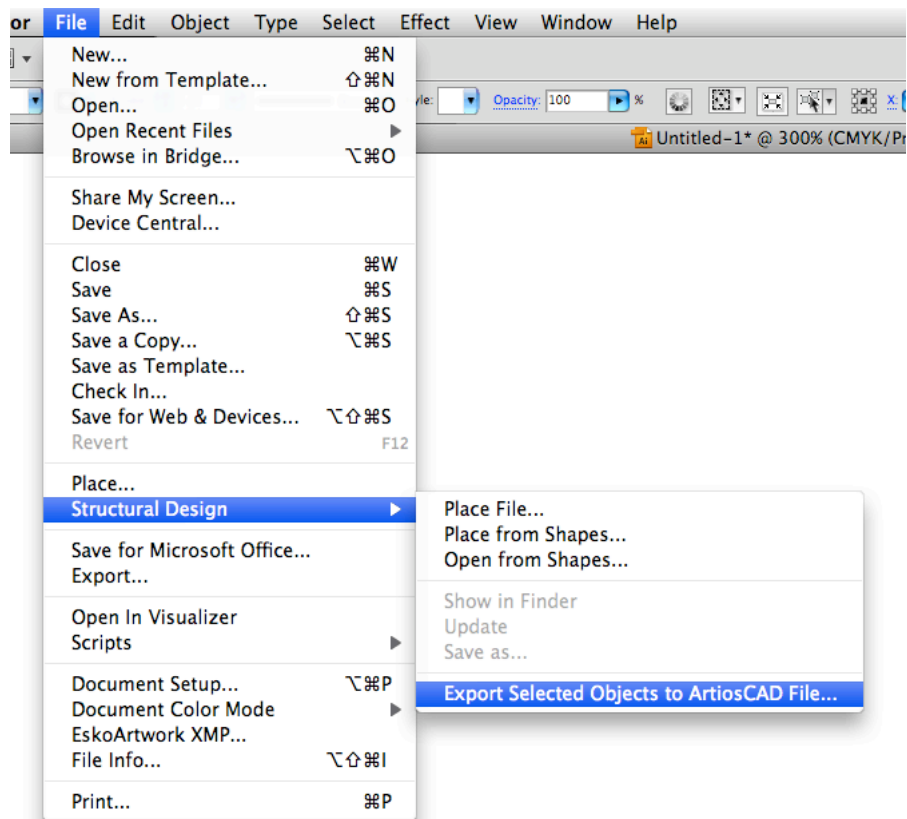 or File Edit Object Type Select Effect View Window Help
New... ⌘N
New from Template... ⇧⌘N
Open... ⌘O
yle: Opacity: 100 % X:
Open Recent Files
Untitled-1* @ 300% (CMYK/Pr
Browse in Bridge... ⌥⌘O
Share My Screen...
Device Central...
Close ⌘W
Save ⌘S
Save As... ⇧⌘S
Save a Copy... ⌥⌘S
Save as Template...
Check In...
Save for Web & Devices... ⌥⇧⌘S
Revert F12
Place...
Structural Design
Place File...
Place from Shapes...
Open from Shapes...
Show in Finder
Update
Save as...
Export Selected Objects to ArtiosCAD File...
Save for Microsoft Office...
Export...
Open In Visualizer
Scripts
Document Setup... ⌥⌘P
Document Color Mode
EskoArtwork XMP...
File Info... ⌥⇧⌘I
Print... ⌘P